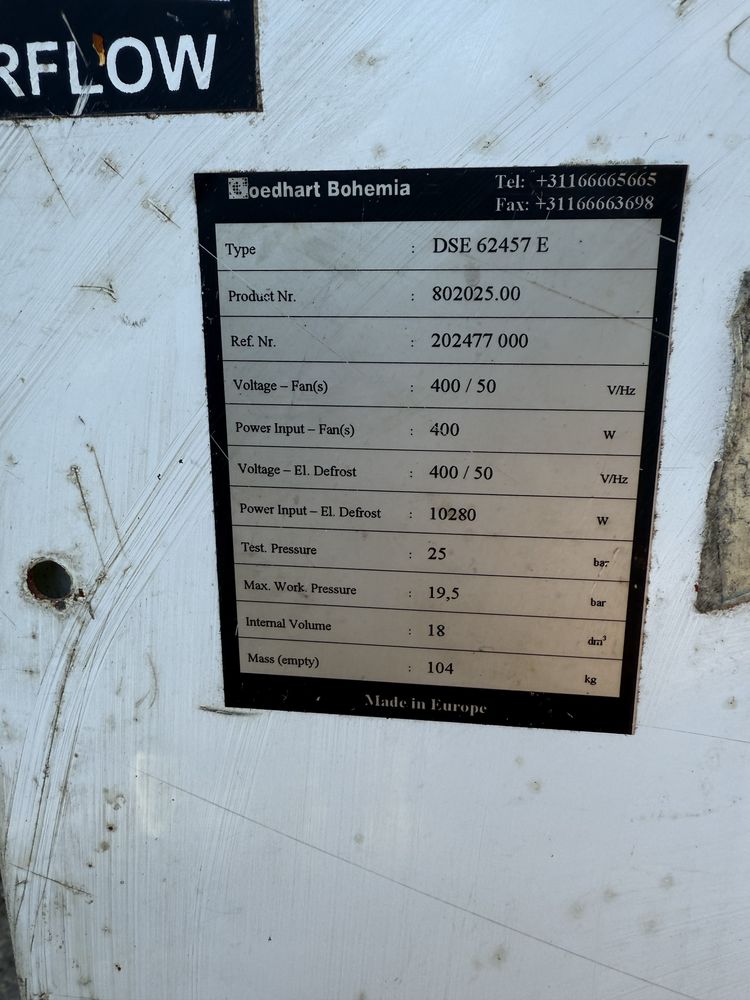 RFLOW
Goedhart Bohemia
Tel: +31166665665
Fax: +31166663698
Type : DSE 62457 E
Product Nr. : 802025.00
Ref. Nr. : 202477 000
Voltage – Fan(s) : 400 / 50 V/Hz
Power Input – Fan(s) : 400 W
Voltage – El. Defrost : 400 / 50 V/Hz
Power Input – El. Defrost : 10280 W
Test. Pressure : 25 bar
Max. Work. Pressure : 19,5 bar
Internal Volume : 18 dm³
Mass (empty) : 104 kg
Made in Europe